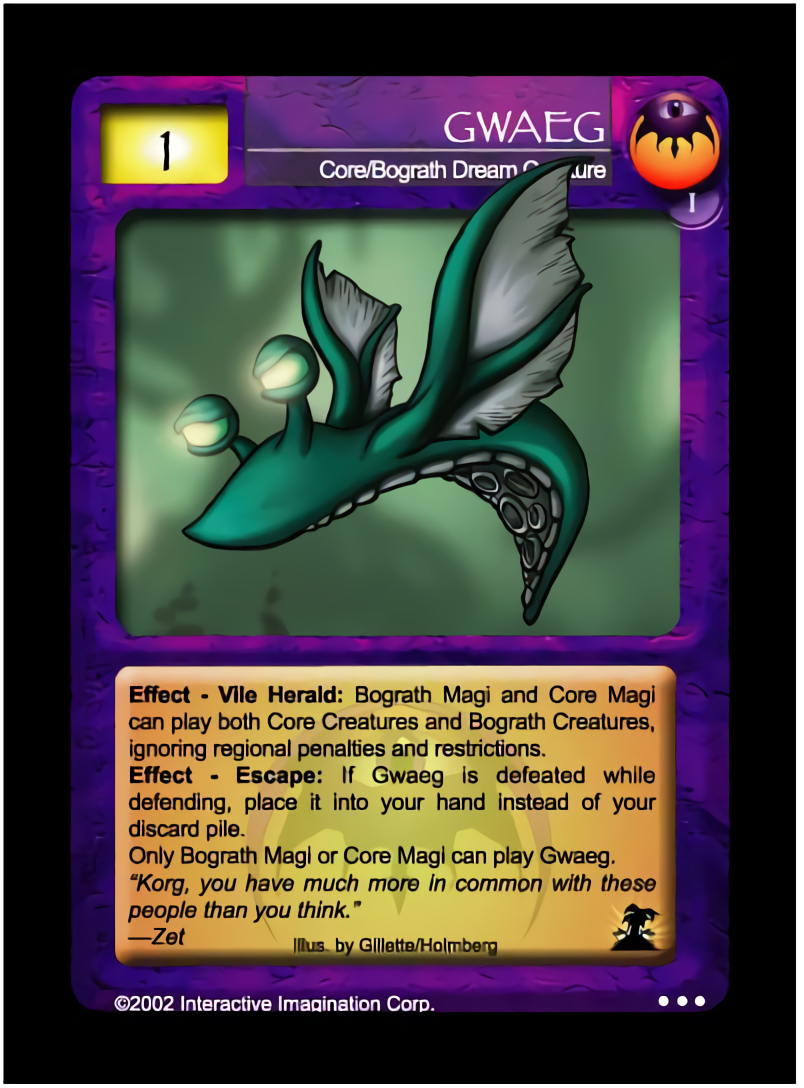 1
GWAEG
Core/Bograth Dream Creature
I
Effect - Vile Herald: Bograth Magi and Core Magi
can play both Core Creatures and Bograth Creatures,
ignoring regional penalties and restrictions.
Effect - Escape: If Gwaeg is defeated while
defending, place it into your hand instead of your
discard pile.
Only Bograth Magi or Core Magi can play Gwaeg.
“Korg, you have much more in common with these
people than you think.”
—Zet
Illus. by Gillette/Holmberg
©2002 Interactive Imagination Corp.